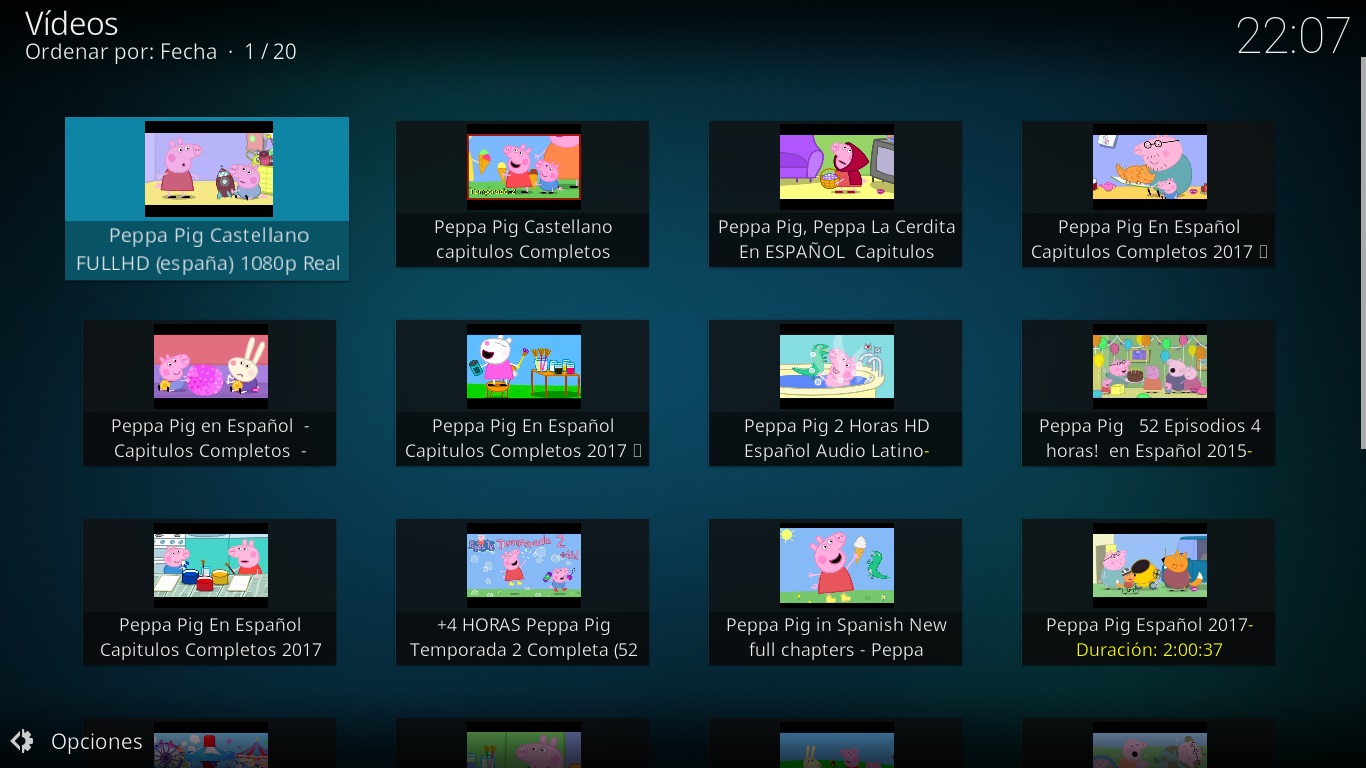 Vídeos
22:07
Ordenar por: Fecha · 1 / 20
Peppa Pig Castellano
FULLHD (españa) 1080p Real
Temporada 2
Peppa Pig Castellano
capitulos Completos
Peppa Pig, Peppa La Cerdita
En ESPAÑOL Capitulos
Peppa Pig En Español
Capitulos Completos 2017
Peppa Pig en Español -
Capitulos Completos -
Peppa Pig En Español
Capitulos Completos 2017
Peppa Pig 2 Horas HD
Español Audio Latino-
Peppa Pig 52 Episodios 4
horas! en Español 2015-
Peppa Pig En Español
Capitulos Completos 2017
Temporada 2
+4 HORAS Peppa Pig
Temporada 2 Completa (52
Peppa Pig in Spanish New
full chapters - Peppa
Peppa Pig Español 2017-
Duración: 2:00:37
Opciones